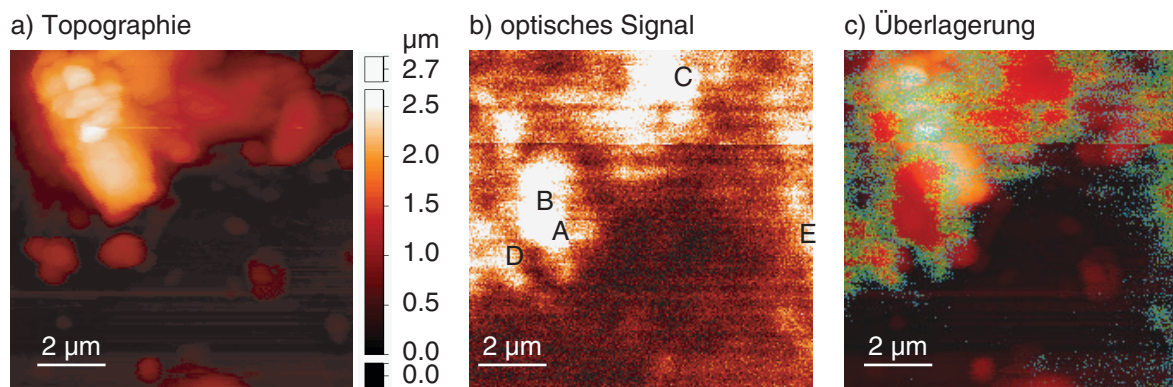 a) Topographie
µm
2.7
2.5
2.0
1.5
1.0
0.5
0.0
0.0
2 µm
b) optisches Signal
C
B
A
E
D
2 µm
c) Überlagerung
2 µm